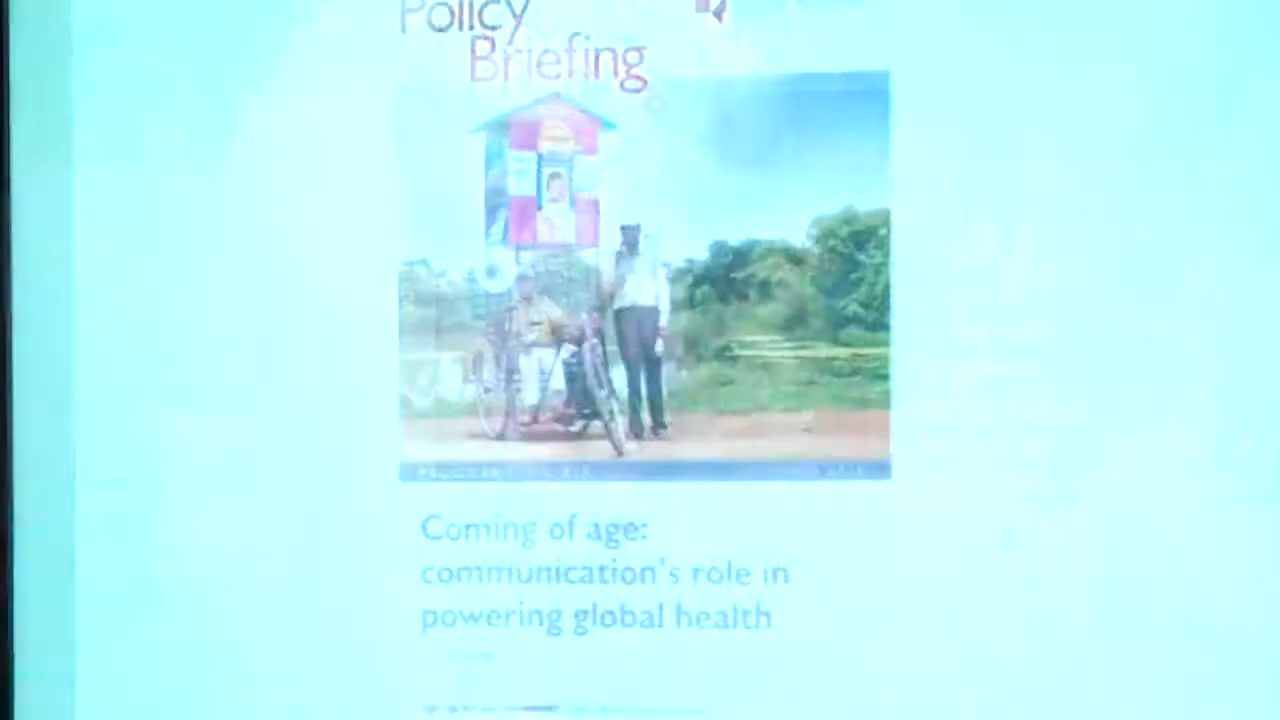 Policy
Briefing
Coming of age:
communication's role in
powering global health